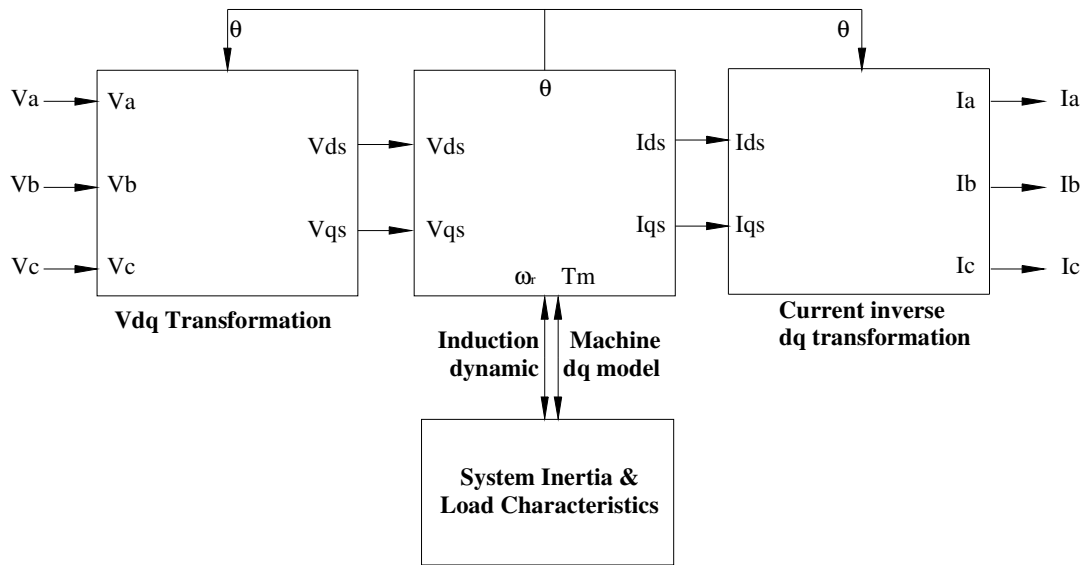 θ θ
θ
Va Va Ia Ia
Vds Vds Ids Ids
Vb Vb Ib Ib
Vqs Vqs Iqs Iqs
Vc Vc Ic Ic
ωr Tm
Vdq Transformation
Current inverse
dq transformation
Induction Machine
dynamic dq model
System Inertia &
Load Characteristics